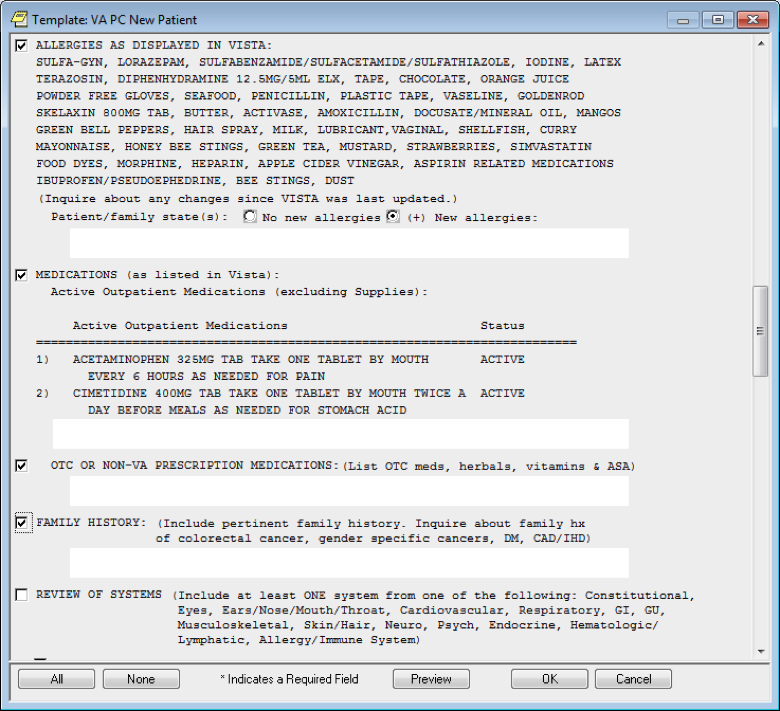 Template: VA PC New Patient
ALLERGIES AS DISPLAYED IN VISTA:
SULFA-GYN, LORAZEPAM, SULFABENZAMIDE/SULFACETAMIDE/SULFATHIAZOLE, IODINE, LATEX
TERAZOSIN, DIPHENHYDRAMINE 12.5MG/5ML ELX, TAPE, CHOCOLATE, ORANGE JUICE
POWDER FREE GLOVES, SEAFOOD, PENICILLIN, PLASTIC TAPE, VASELINE, GOLDENROD
SKELAXIN 800MG TAB, BUTTER, ACTIVASE, AMOXICILLIN, DOCUSATE/MINERAL OIL, MANGOS
GREEN BELL PEPPERS, HAIR SPRAY, MILK, LUBRICANT,VAGINAL, SHELLFISH, CURRY
MAYONNAISE, HONEY BEE STINGS, GREEN TEA, MUSTARD, STRAWBERRIES, SIMVASTATIN
FOOD DYES, MORPHINE, HEPARIN, APPLE CIDER VINEGAR, ASPIRIN RELATED MEDICATIONS
IBUPROFEN/PSEUDOEPHEDRINE, BEE STINGS, DUST
(Inquire about any changes since VISTA was last updated.)
Patient/family state(s): No new allergies (+) New allergies:
MEDICATIONS (as listed in Vista):
Active Outpatient Medications (excluding Supplies):
Active Outpatient Medications Status
=========================================================================
1) ACETAMINOPHEN 325MG TAB TAKE ONE TABLET BY MOUTH ACTIVE
EVERY 6 HOURS AS NEEDED FOR PAIN
2) CIMETIDINE 400MG TAB TAKE ONE TABLET BY MOUTH TWICE A ACTIVE
DAY BEFORE MEALS AS NEEDED FOR STOMACH ACID
OTC OR NON-VA PRESCRIPTION MEDICATIONS: (List OTC meds, herbals, vitamins & ASA)
FAMILY HISTORY: (Include pertinent family history. Inquire about family hx
of colorectal cancer, gender specific cancers, DM, CAD/IHD)
REVIEW OF SYSTEMS (Include at least ONE system from one of the following: Constitutional,
Eyes, Ears/Nose/Mouth/Throat, Cardiovascular, Respiratory, GI, GU,
Musculoskeletal, Skin/Hair, Neuro, Psych, Endocrine, Hematologic/
Lymphatic, Allergy/Immune System)
All None * Indicates a Required Field Preview OK Cancel